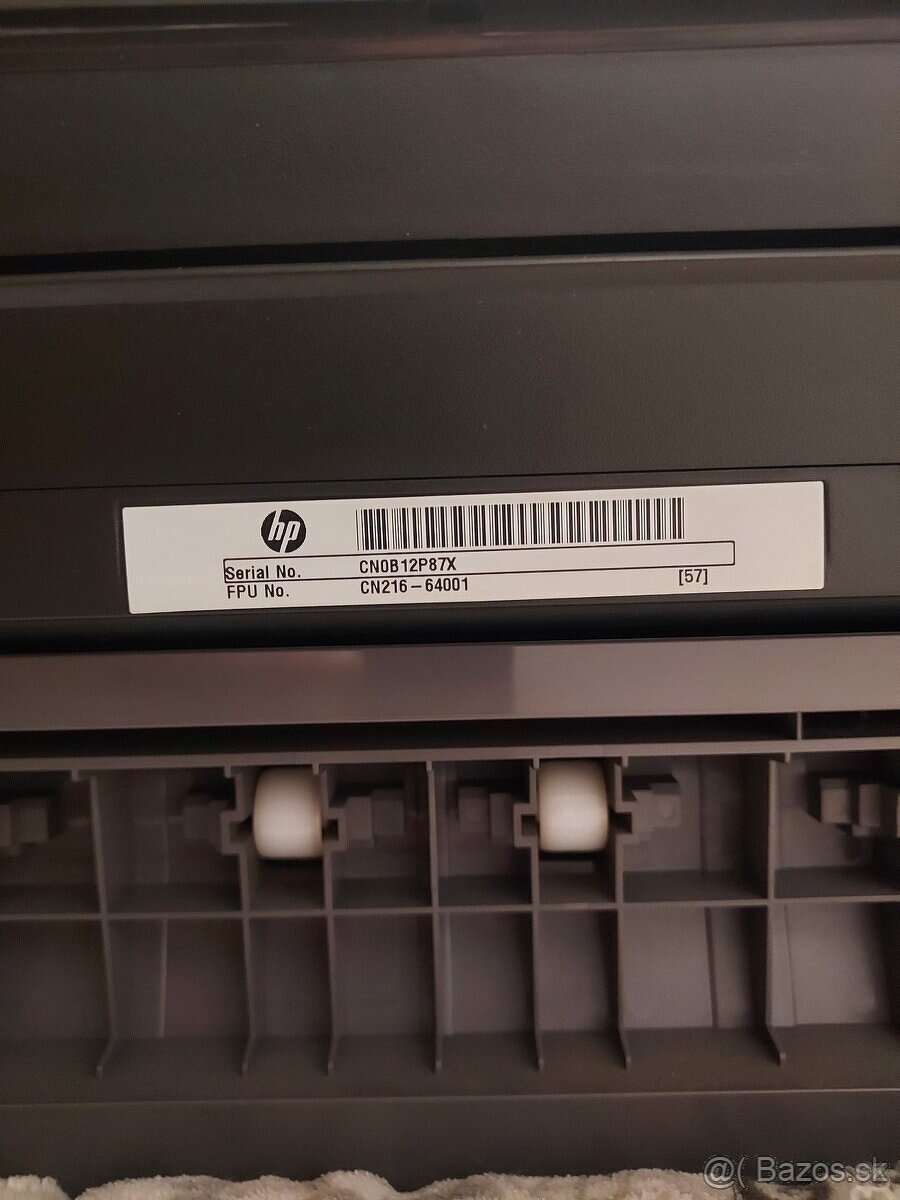 hp
Serial No. CN0B12P87X
FPU No. CN216-64001 [57]
@( Bazos.sk